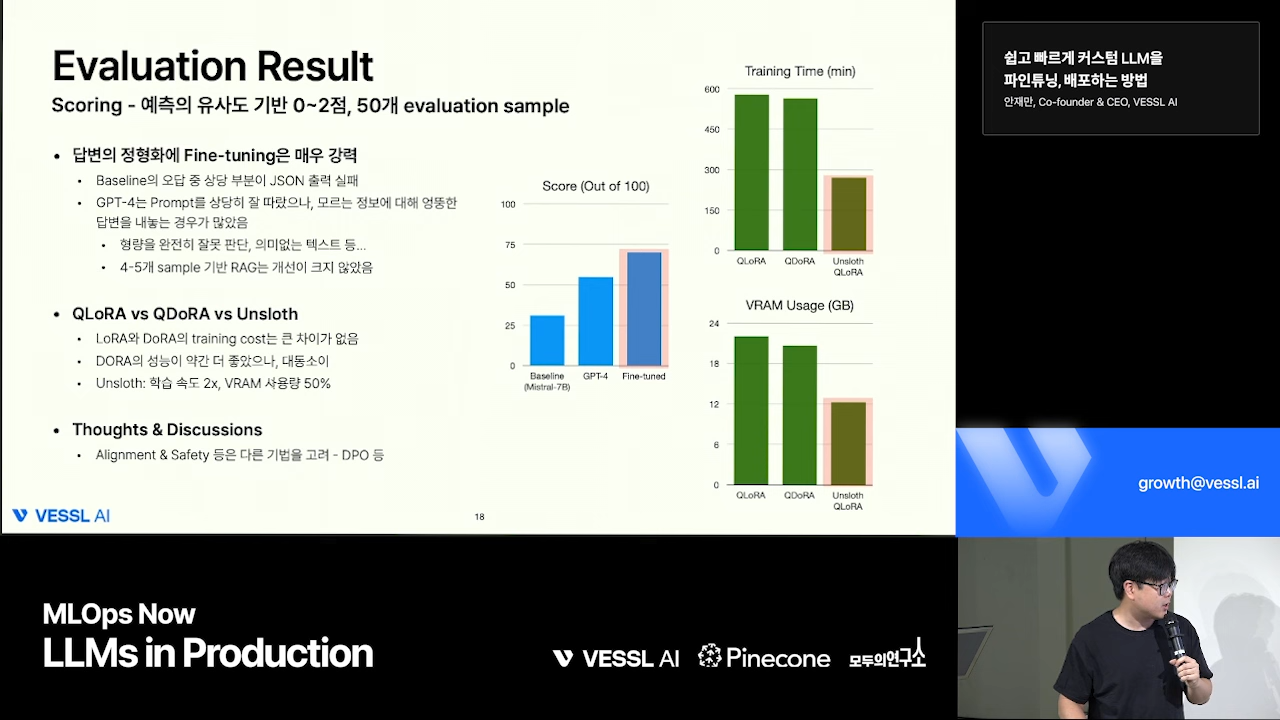 Evaluation Result
Scoring - 예측의 유사도 기반 0~2점, 50개 evaluation sample
• 답변의 정형화에 Fine-tuning은 매우 강력
• Baseline의 오답 중 상당 부분이 JSON 출력 실패
• GPT-4는 Prompt를 상당히 잘 따랐으나, 모르는 정보에 대해 엉뚱한
답변을 내놓는 경우가 많았음
• 형량을 완전히 잘못 판단, 의미없는 텍스트 등...
• 4-5개 sample 기반 RAG는 개선이 크지 않았음
• QLoRA vs QDoRA vs Unsloth
• LoRA와 DoRA의 training cost는 큰 차이가 없음
• DORA의 성능이 약간 더 좋았으나, 대동소이
• Unsloth: 학습 속도 2x, VRAM 사용량 50%
• Thoughts & Discussions
• Alignment & Safety 등은 다른 기법을 고려 - DPO 등
Score (Out of 100)
100
75
50
25
0
Baseline
(Mistral-7B)
GPT-4
Fine-tuned
Training Time (min)
600
450
300
150
0
QLoRA
QDoRA
Unsloth
QLoRA
VRAM Usage (GB)
24
18
12
6
0
QLoRA
QDoRA
Unsloth
QLoRA
VESSL AI
18
쉽고 빠르게 커스텀 LLM을
파인튜닝, 배포하는 방법
안재만, Co-founder & CEO, VESSL AI
growth@vessl.ai
MLOps Now
LLMs in Production
VESSL AI
Pinecone
모두의연구소